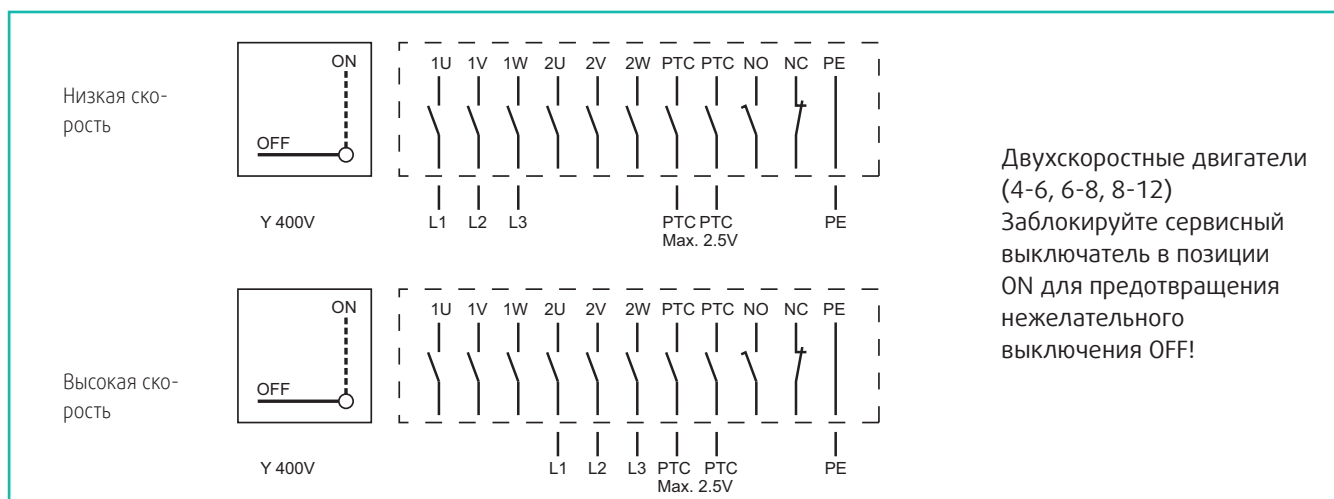 Низкая ско-
рость
ON
OFF
Y 400V
1U 1V 1W 2U 2V 2W PTC PTC NO NC PE
L1 L2 L3 PTC PTC PE
Max. 2.5V
Высокая ско-
рость
ON
OFF
Y 400V
1U 1V 1W 2U 2V 2W PTC PTC NO NC PE
L1 L2 L3 PTC PTC PE
Max. 2.5V
Двухскоростные двигатели
(4-6, 6-8, 8-12)
Заблокируйте сервисный
выключатель в позиции
ON для предотвращения
нежелательного
выключения OFF!